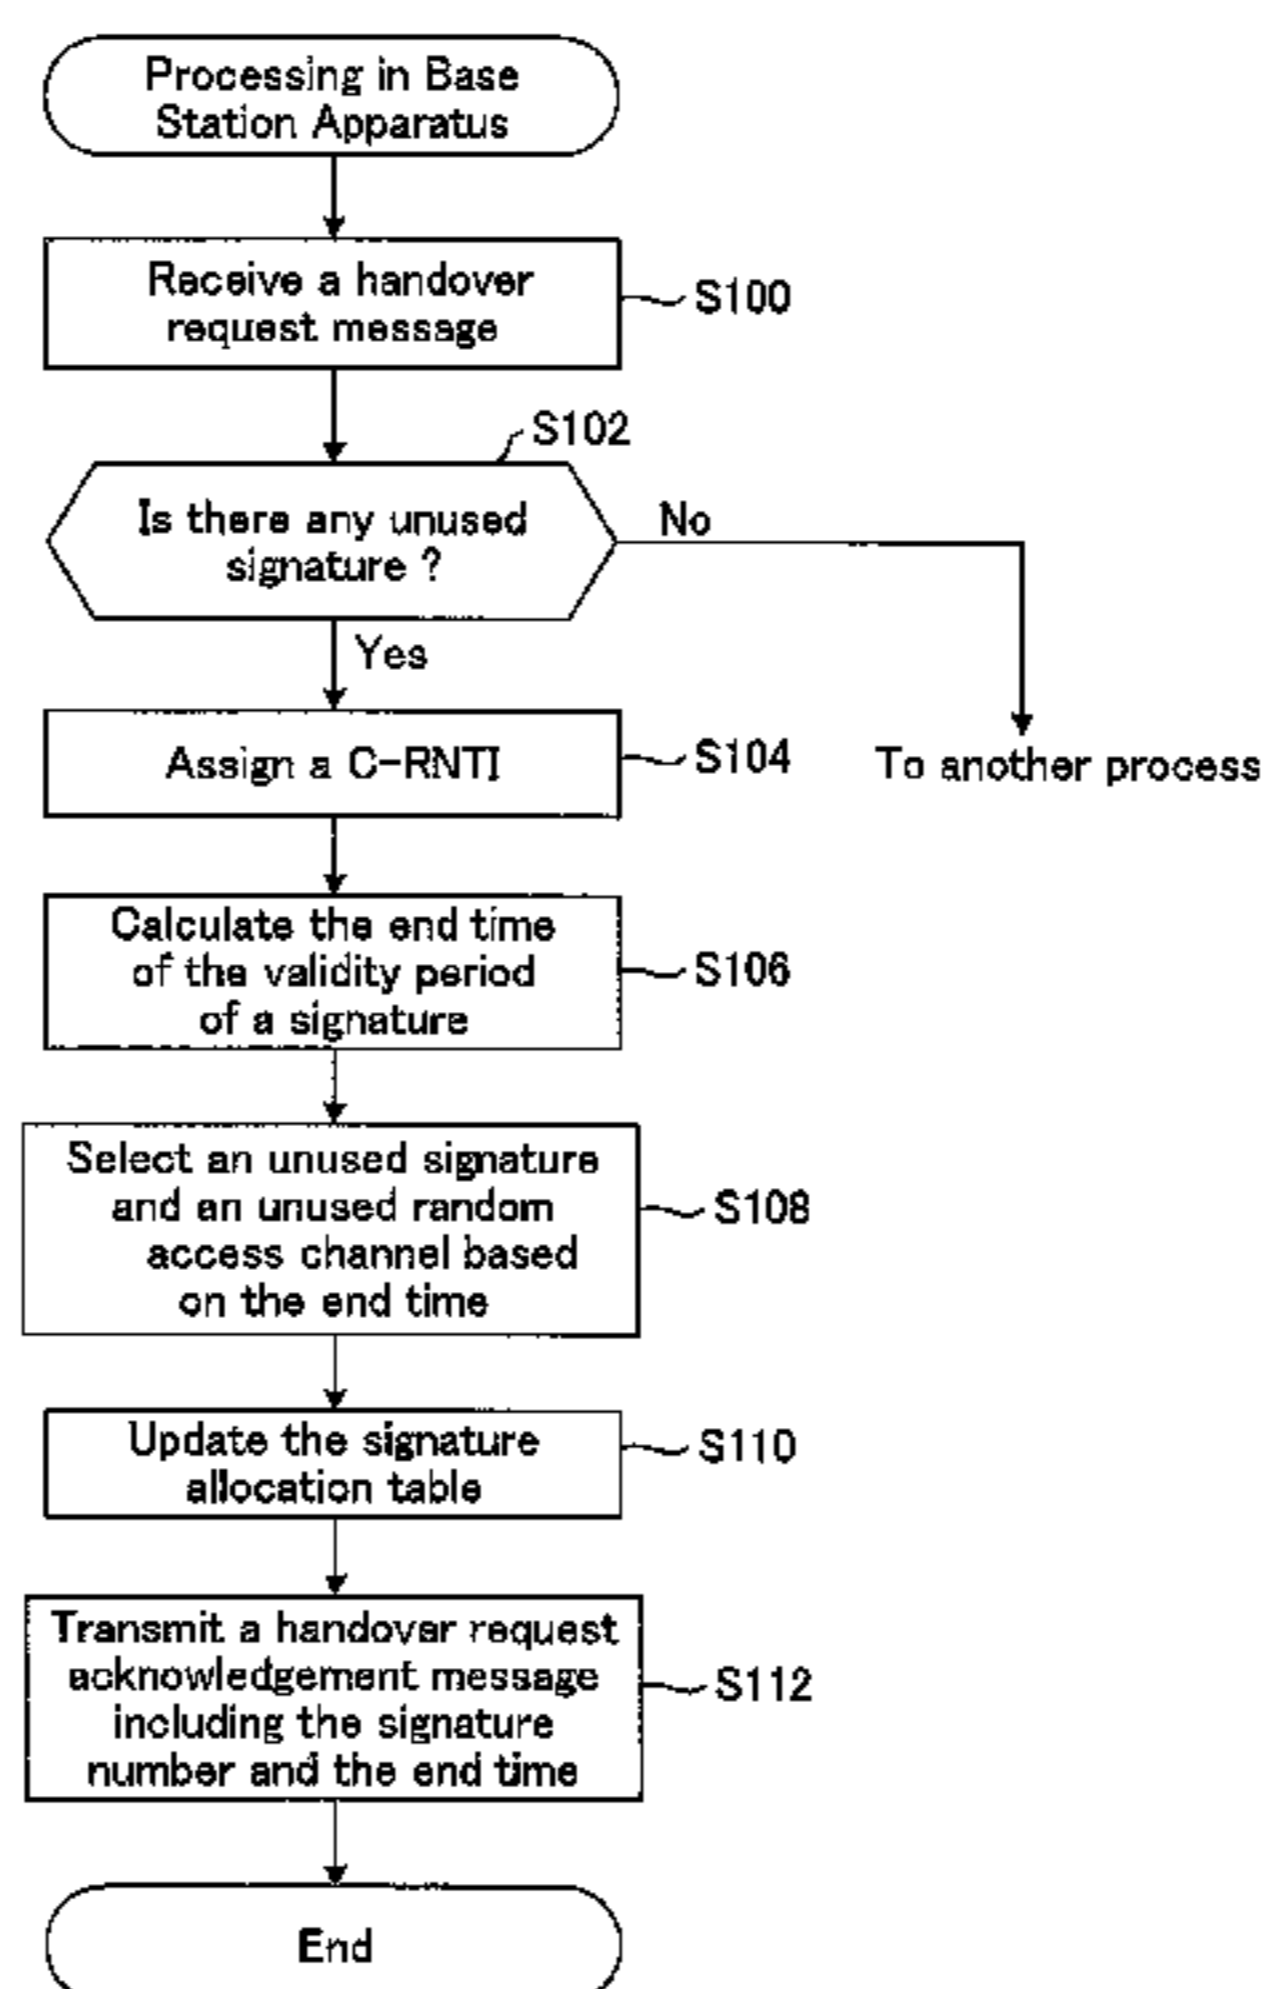 Processing in Base
Station Apparatus
Receive a handover
request message
S100
S102
Is there any unused
signature ?
No
Yes
Assign a C-RNTI
S104
To another process
Calculate the end time
of the validity period
of a signature
S106
Select an unused signature
and an unused random
access channel based
on the end time
S108
Update the signature
allocation table
S110
Transmit a handover request
acknowledgement message
including the signature
number and the end time
S112
End